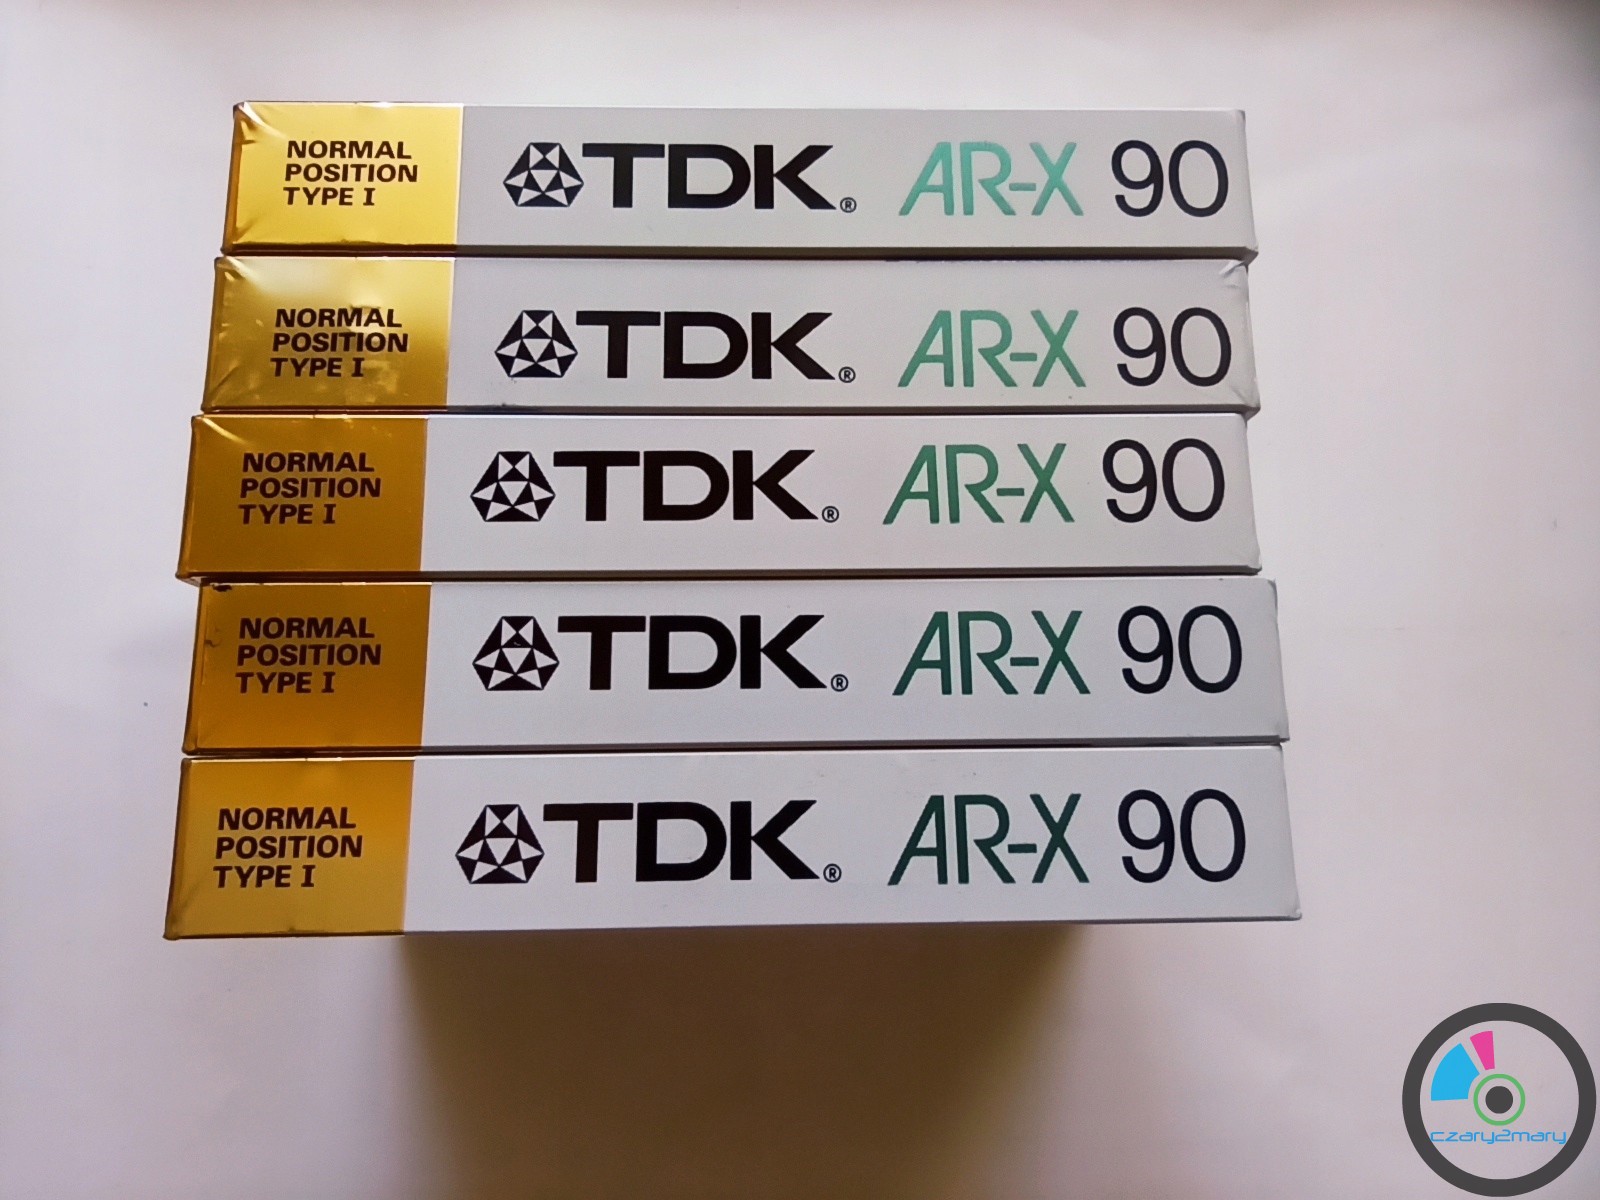 NORMAL
POSITION
TYPE I
TDK® AR-X 90
NORMAL
POSITION
TYPE I
TDK® AR-X 90
NORMAL
POSITION
TYPE I
TDK® AR-X 90
NORMAL
POSITION
TYPE I
TDK® AR-X 90
NORMAL
POSITION
TYPE I
TDK® AR-X 90
czary2mary